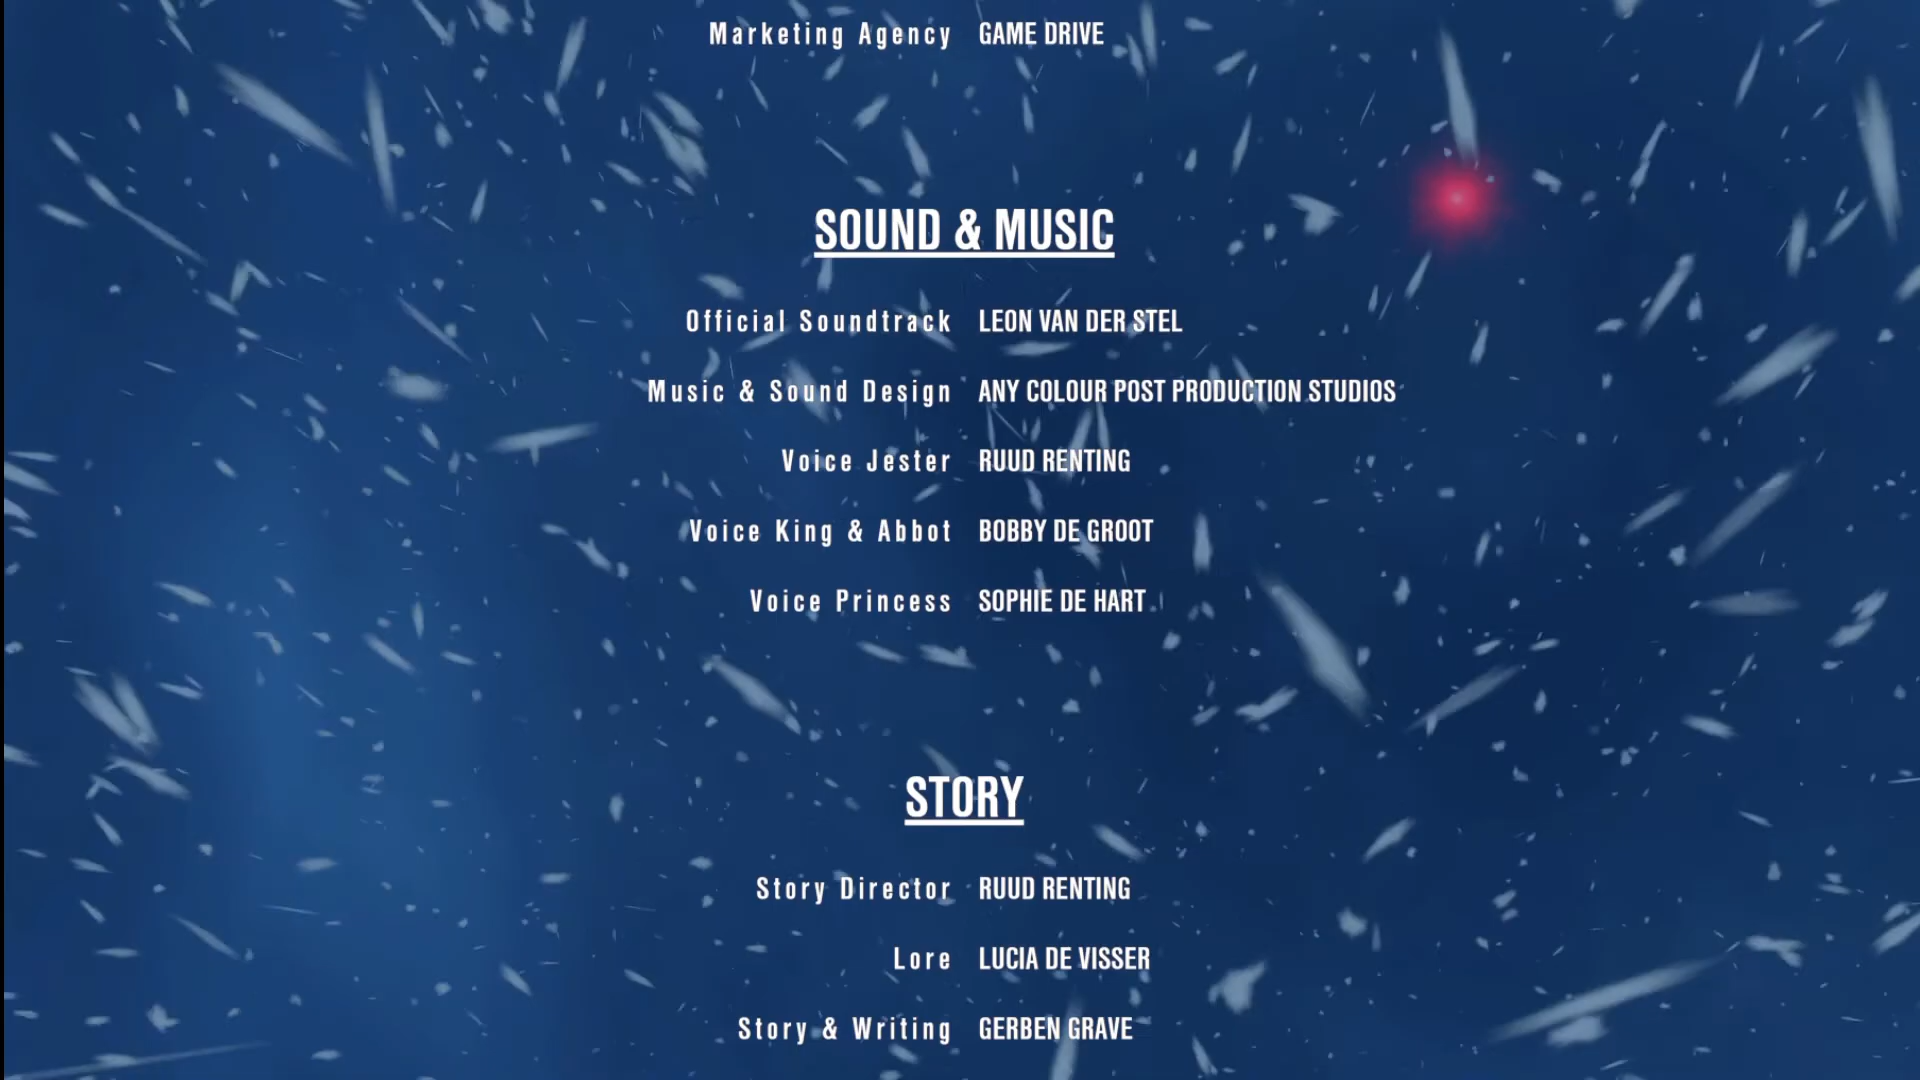 Marketing Agency GAME DRIVE
SOUND & MUSIC
Official Soundtrack LEON VAN DER STEL
Music & Sound Design ANY COLOUR POST PRODUCTION STUDIOS
Voice Jester RUUD RENTING
Voice King & Abbot BOBBY DE GROOT
Voice Princess SOPHIE DE HART
STORY
Story Director RUUD RENTING
Lore LUCIA DE VISSER
Story & Writing GERBEN GRAVE